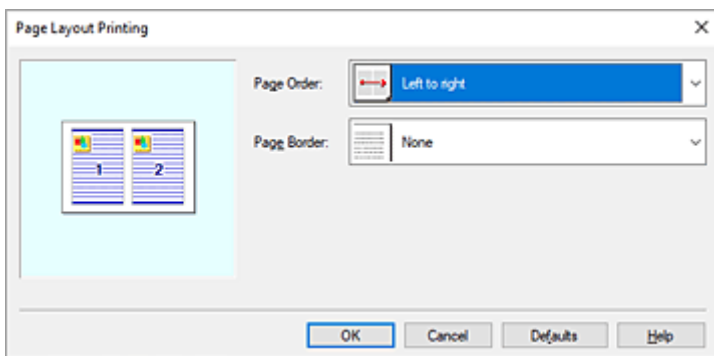 Page Layout Printing
Page Order: Left to right
Page Border: None
1 2
OK Cancel Defaults Help